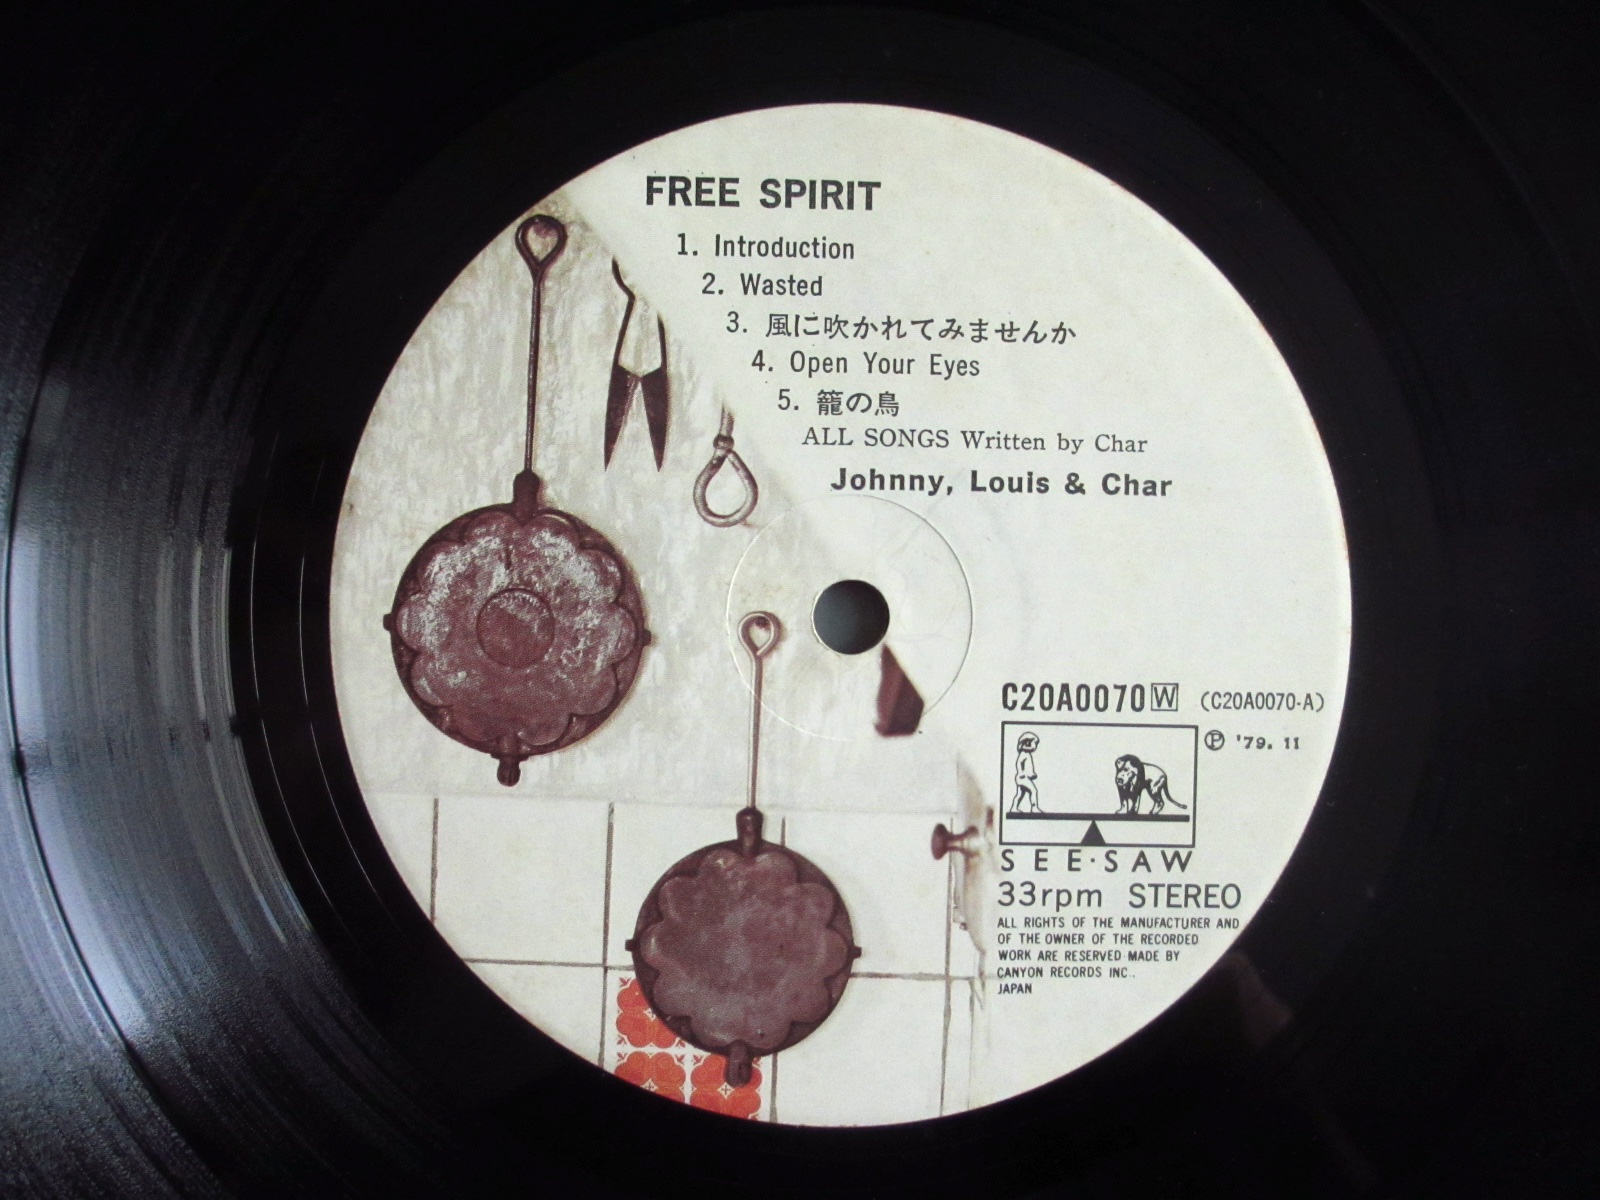 FREE SPIRIT
1. Introduction
2. Wasted
3. 風に吹かれてみませんか
4. Open Your Eyes
5. 籠の鳥
ALL SONGS Written by Char
Johnny, Louis & Char
C20A0070 W (C20A0070-A)
Ⓟ '79. 11
SEE·SAW
33rpm STEREO
ALL RIGHTS OF THE MANUFACTURER AND
OF THE OWNER OF THE RECORDED
WORK ARE RESERVED MADE BY
CANYON RECORDS INC..
JAPAN